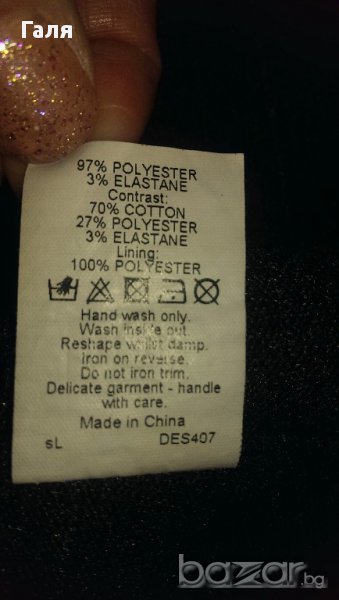 Галя
97% POLYESTER
3% ELASTANE
Contrast:
70% COTTON
27% POLYESTER
3% ELASTANE
Lining:
100% POLYESTER
Hand wash only.
Wash inside out.
Reshape whilst damp.
Iron on reverse.
Do not iron trim.
Delicate garment - handle
with care.
Made in China
sL DES407
bazar.bg